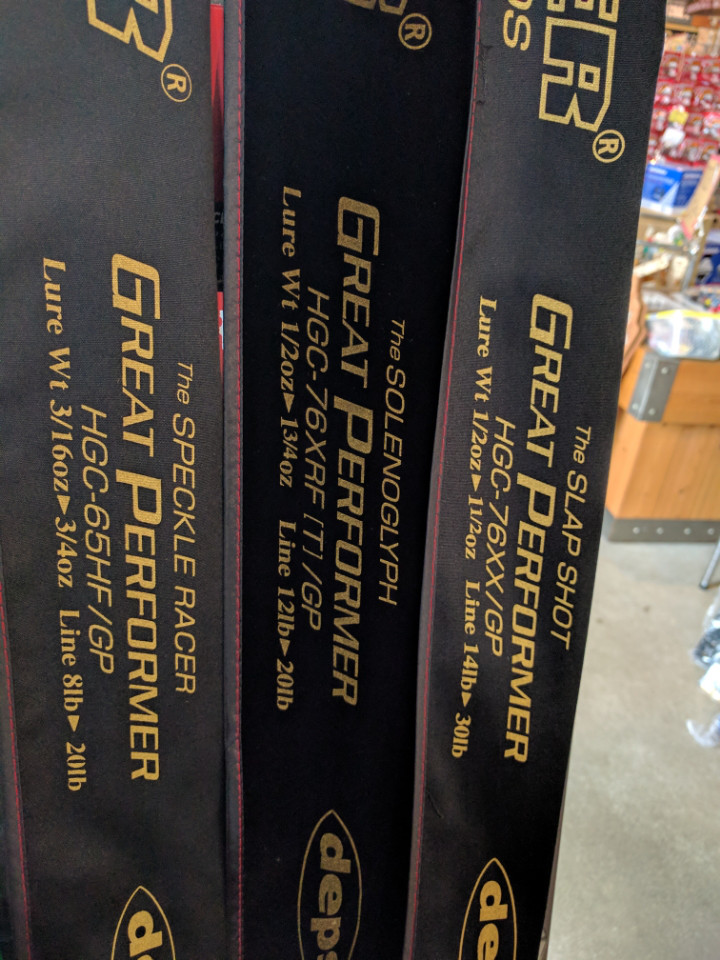 The SPECKLE RACER
GREAT PERFORMER
HGC-65HF/GP
Lure Wt 3/16oz▶3/4oz Line 8lb▶ 20lb
The SOLENOGLYPH
GREAT PERFORMER
HGC-76XRF [T] /GP
Lure Wt 1/2oz▶ 13/4oz Line 12lb▶ 20lb
deps
The SLAP SHOT
GREAT PERFORMER
HGC-76XX/GP
Lure Wt 1/2oz▶11/2oz Line 14lb▶ 30lb